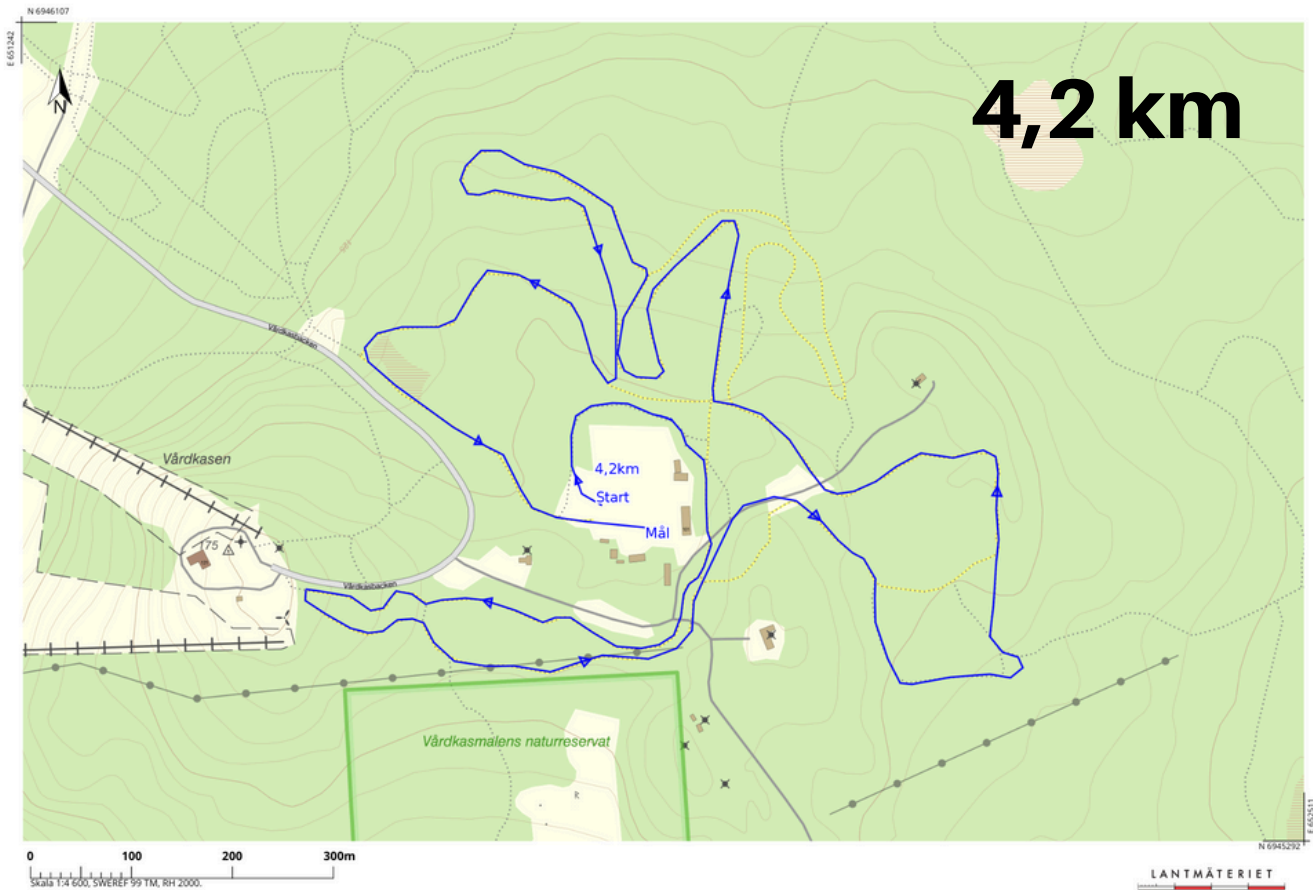 N 6946107
E 651242
N
4,2 km
Vårdkasbacken
Vårdkasen
4,2km
Start
Mål
175
Vårdkasbacken
Vårdkasmalens naturreservat
R
E 652511
N 6945292
0 100 200 300m
Skala 1:4 600, SWEREF 99 TM, RH 2000.
LANTMÄTERIET